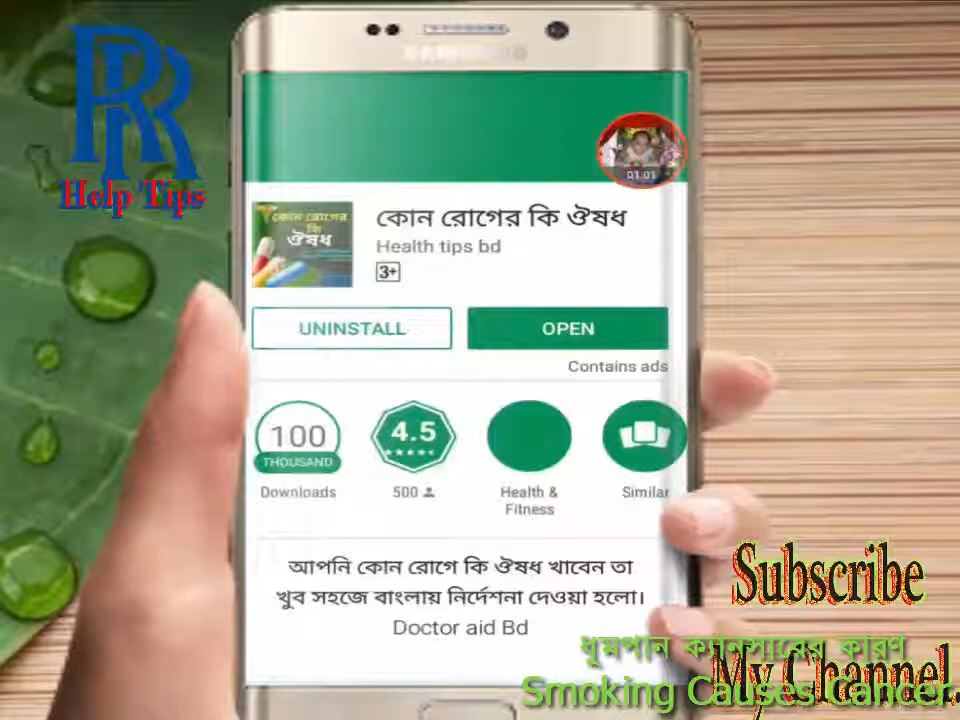 RR
Help Tips
SAMSUNG
01:01
কোন রোগের
কি
ঔষধ
কোন রোগের কি ঔষধ
Health tips bd
3+
UNINSTALL
OPEN
Contains ads
100
THOUSAND
Downloads
4.5
500
Health &
Fitness
Similar
আপনি কোন রোগে কি ঔষধ খাবেন তা
খুব সহজে বাংলায় নির্দেশনা দেওয়া হলো।
Doctor aid Bd
Subscribe
My Channel.
ধূমপান ক্যানসারের কারণ
Smoking Causes Cancer